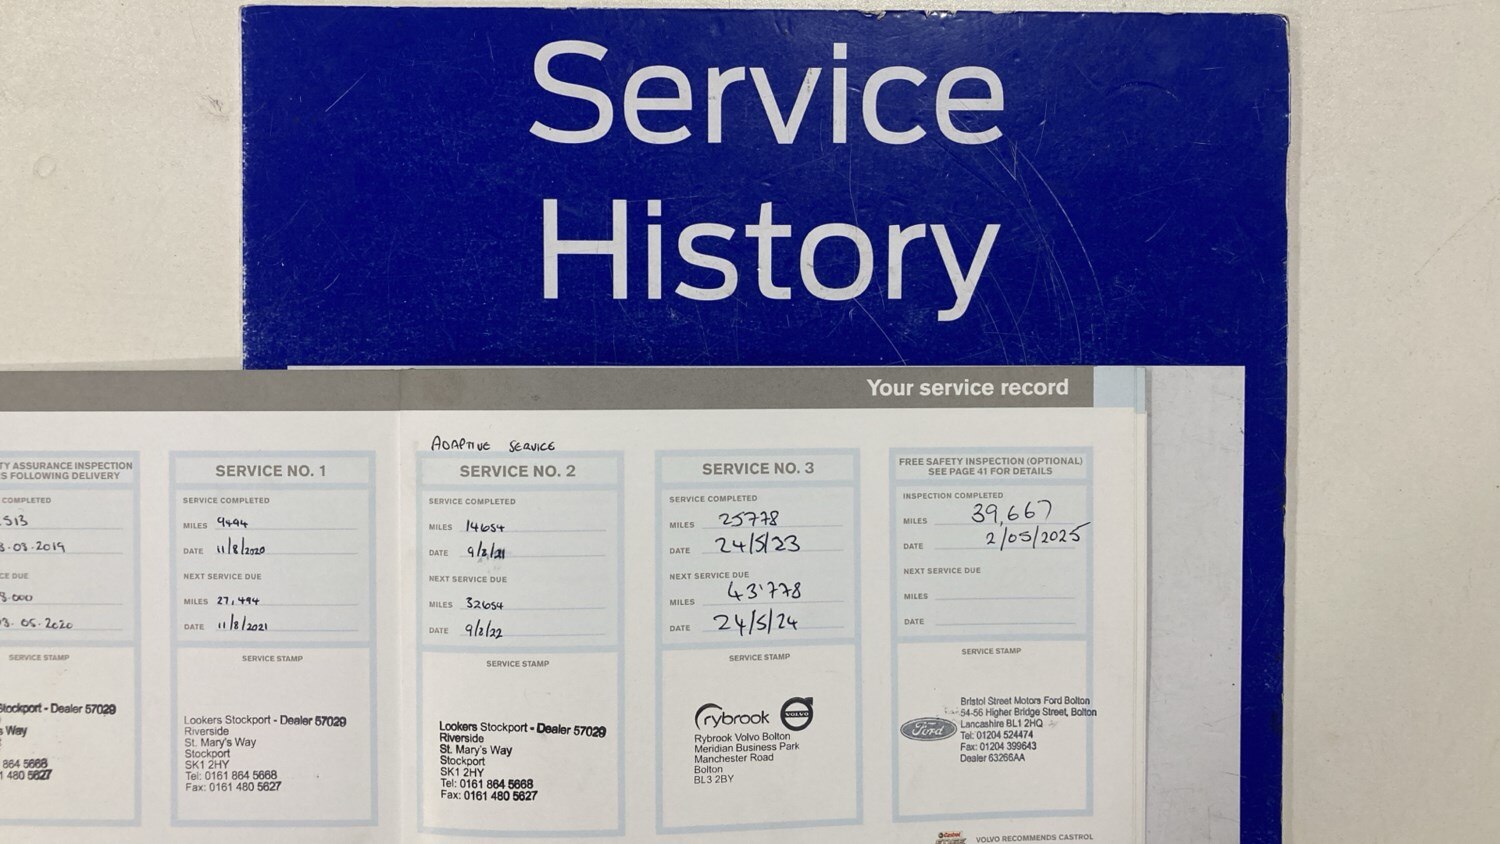 Service
History
Your service record
TY ASSURANCE INSPECTION
S FOLLOWING DELIVERY
COMPLETED
513
3.03.2019
CE DUE
8.000
3.05.2020
SERVICE STAMP
Stockport - Dealer 57029
s Way
864 5668
1 480 5627
SERVICE NO. 1
SERVICE COMPLETED
MILES 9494
DATE 11/8/2020
NEXT SERVICE DUE
MILES 27,494
DATE 11/8/2021
SERVICE STAMP
Lookers Stockport - Dealer 57029
Riverside
St. Mary's Way
Stockport
SK1 2HY
Tel: 0161 864 5668
Fax: 0161 480 5627
ADAPTIVE SERVICE
SERVICE NO. 2
SERVICE COMPLETED
MILES 14654
DATE
NEXT SERVICE DUE
MILES 32654
DATE 9/2/22
SERVICE STAMP
Lookers Stockport - Dealer 57029
Riverside
St. Mary's Way
Stockport
SK1 2HY
Tel: 0161 864 5668
Fax: 0161 480 5627
SERVICE NO. 3
SERVICE COMPLETED
MILES 25778
DATE 24/5/23
NEXT SERVICE DUE
MILES 43'778
DATE 24/5/24
SERVICE STAMP
rybrook VOLVO
Rybrook Volvo Bolton
Meridian Business Park
Manchester Road
Bolton
BL3 2BY
FREE SAFETY INSPECTION (OPTIONAL)
SEE PAGE 41 FOR DETAILS
INSPECTION COMPLETED
MILES 39,667
DATE 2/05/2025
NEXT SERVICE DUE
MILES
DATE
SERVICE STAMP
Ford
Bristol Street Motors Ford Bolton
54-56 Higher Bridge Street, Bolton
Lancashire BL1 2HQ
Tel: 01204 524474
Fax: 01204 399643
Dealer 63266AA
Castrol
VOLVO RECOMMENDS CASTROL